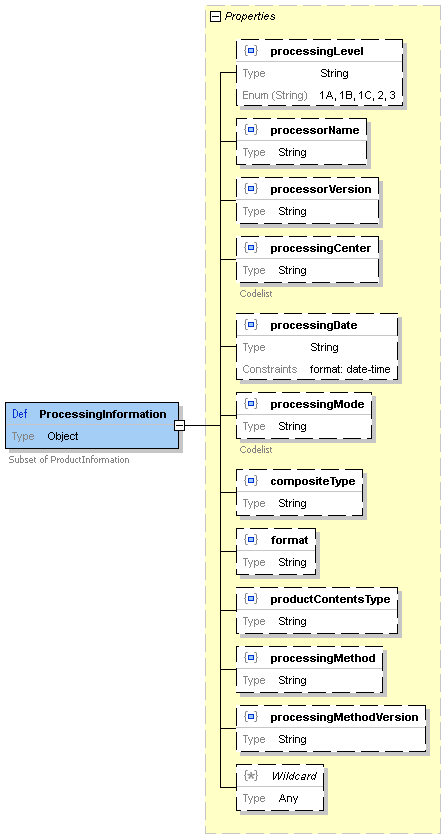 Properties
processingLevel
Type String
Enum (String) 1A, 1B, 1C, 2, 3
processorName
Type String
processorVersion
Type String
processingCenter
Type String
Codelist
processingDate
Type String
Constraints format: date-time
Def ProcessingInformation
Type Object
Subset of ProductInformation
processingMode
Type String
Codelist
compositeType
Type String
format
Type String
productContentsType
Type String
processingMethod
Type String
processingMethodVersion
Type String
Wildcard
Type Any